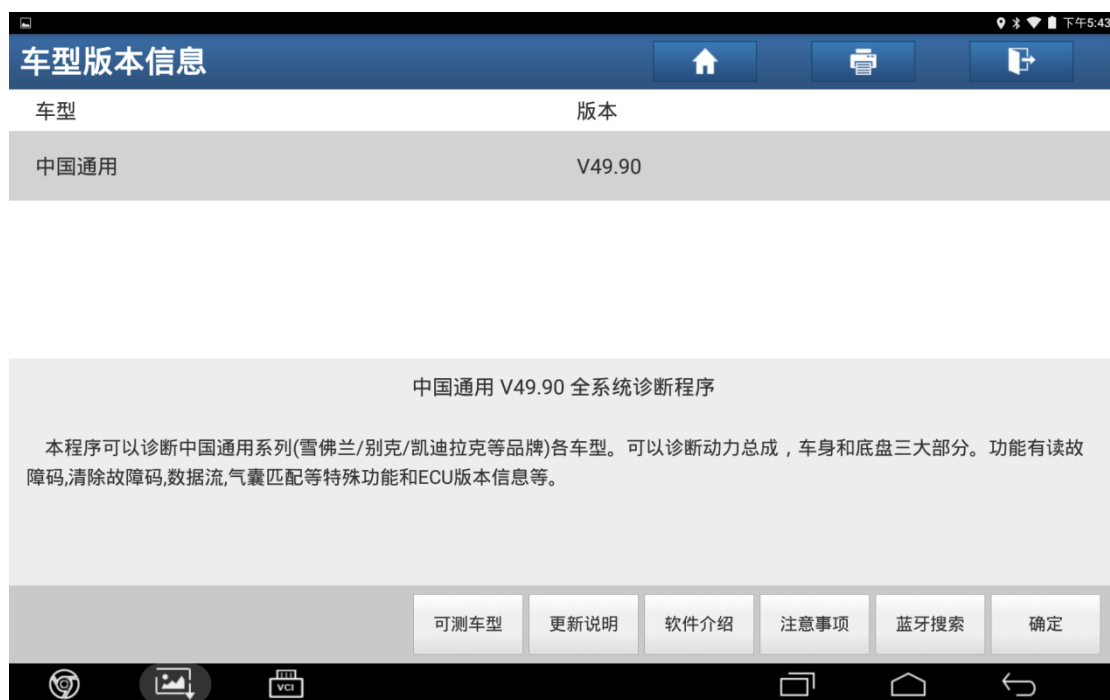 下午5:43
车型版本信息
车型 版本
中国通用 V49.90
中国通用 V49.90 全系统诊断程序
本程序可以诊断中国通用系列(雪佛兰/别克/凯迪拉克等品牌)各车型。可以诊断动力总成，车身和底盘三大部分。功能有读故
障码,清除故障码,数据流,气囊匹配等特殊功能和ECU版本信息等。
可测车型 更新说明 软件介绍 注意事项 蓝牙搜索 确定
VCI